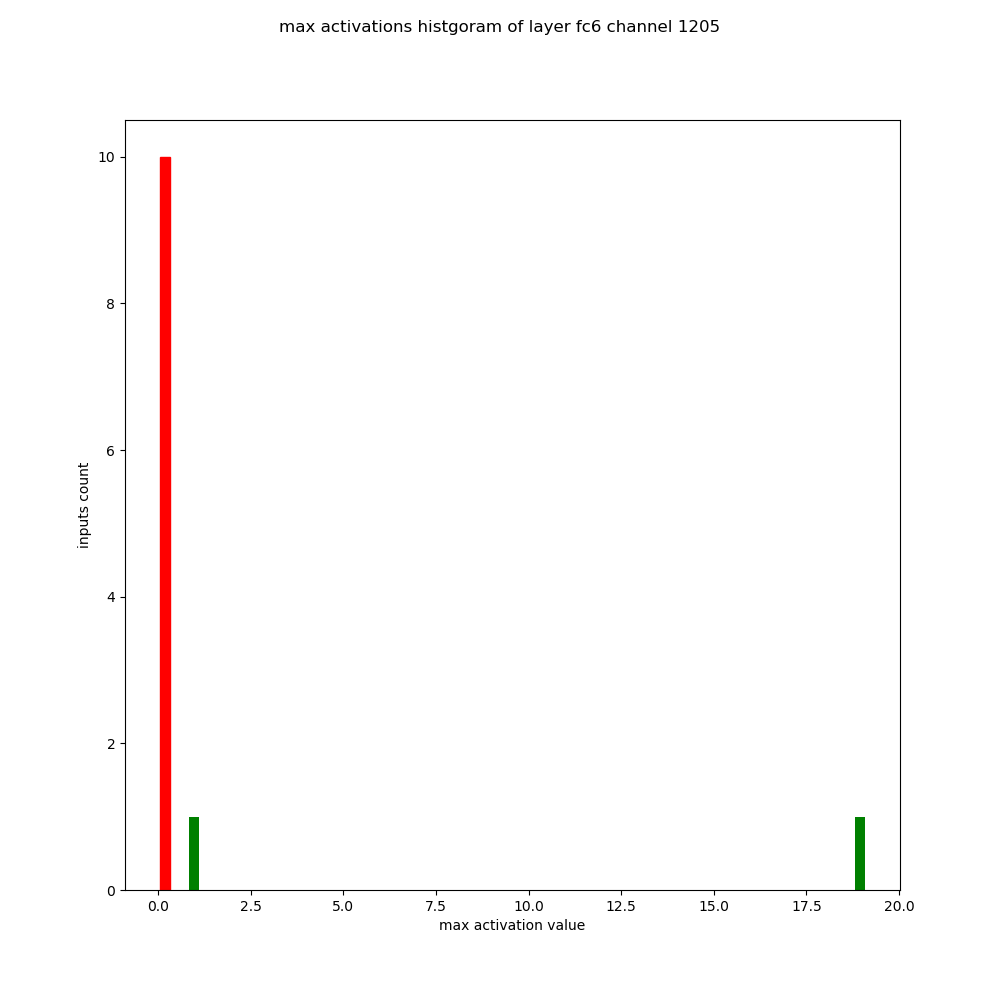 max activations histgoram of layer fc6 channel 1205
10
8
6
4
2
0
inputs count
0.0 2.5 5.0 7.5 10.0 12.5 15.0 17.5 20.0
max activation value